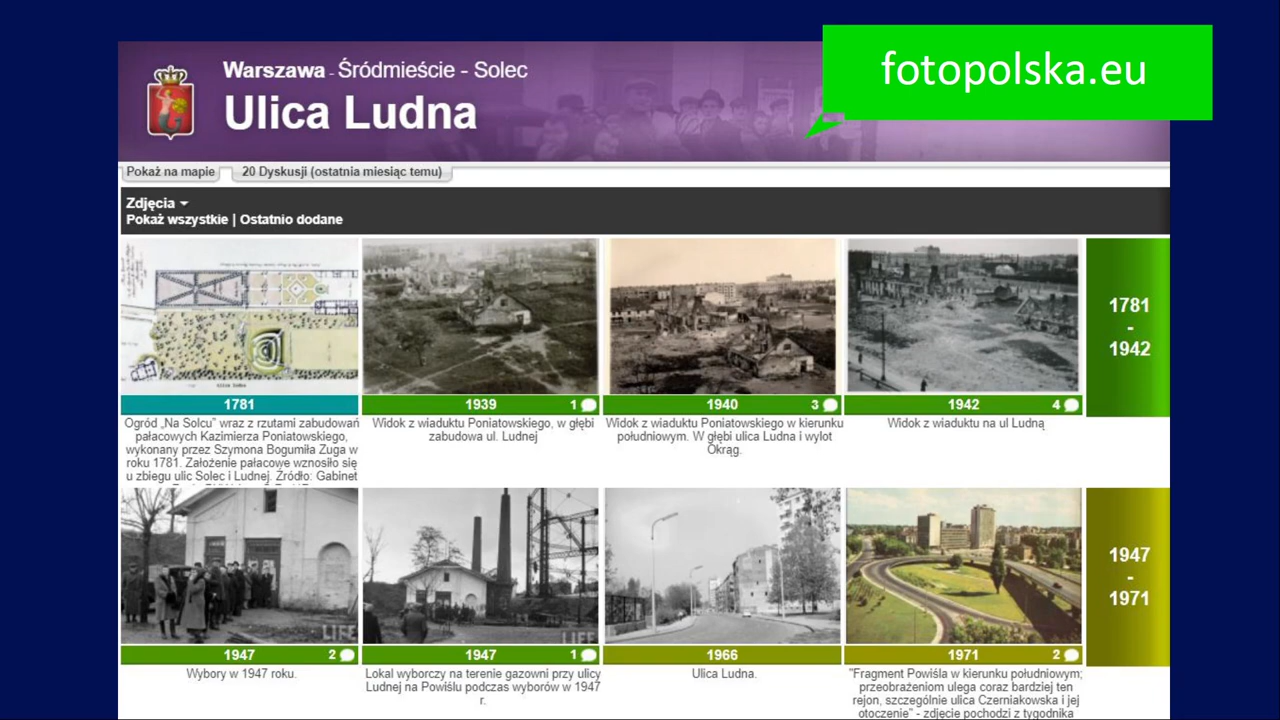 fotopolska.eu
Warszawa - Śródmieście - Solec
Ulica Ludna
Pokaż na mapie
20 Dyskusji (ostatnia miesiąc temu)
Zdjęcia
Pokaż wszystkie | Ostatnio dodane
1781
1939 1
1940 3
1942 4
1781
-
1942
Ogród „Na Solcu” wraz z rzutami zabudowań
pałacowych Kazimierza Poniatowskiego,
wykonany przez Szymona Bogumiła Zuga w
roku 1781. Założenie pałacowe wznosiło się
u zbiegu ulic Solec i Ludnej. Źródło: Gabinet
Widok z wiaduktu Poniatowskiego, w głębi
zabudowa ul. Ludnej
Widok z wiaduktu Poniatowskiego w kierunku
południowym. W głębi ulica Ludna i wylot
Okrąg.
Widok z wiaduktu na ul Ludną
LIFE
LIFE
1947 2
1947 1
1966
1971 2
1947
-
1971
Wybory w 1947 roku.
Lokal wyborczy na terenie gazowni przy ulicy
Ludnej na Powiślu podczas wyborów w 1947
r.
Ulica Ludna.
"Fragment Powiśla w kierunku południowym;
przeobrażeniom ulega coraz bardziej ten
rejon, szczególnie ulica Czerniakowska i jej
otoczenie" - zdjęcie pochodzi z tygodnika